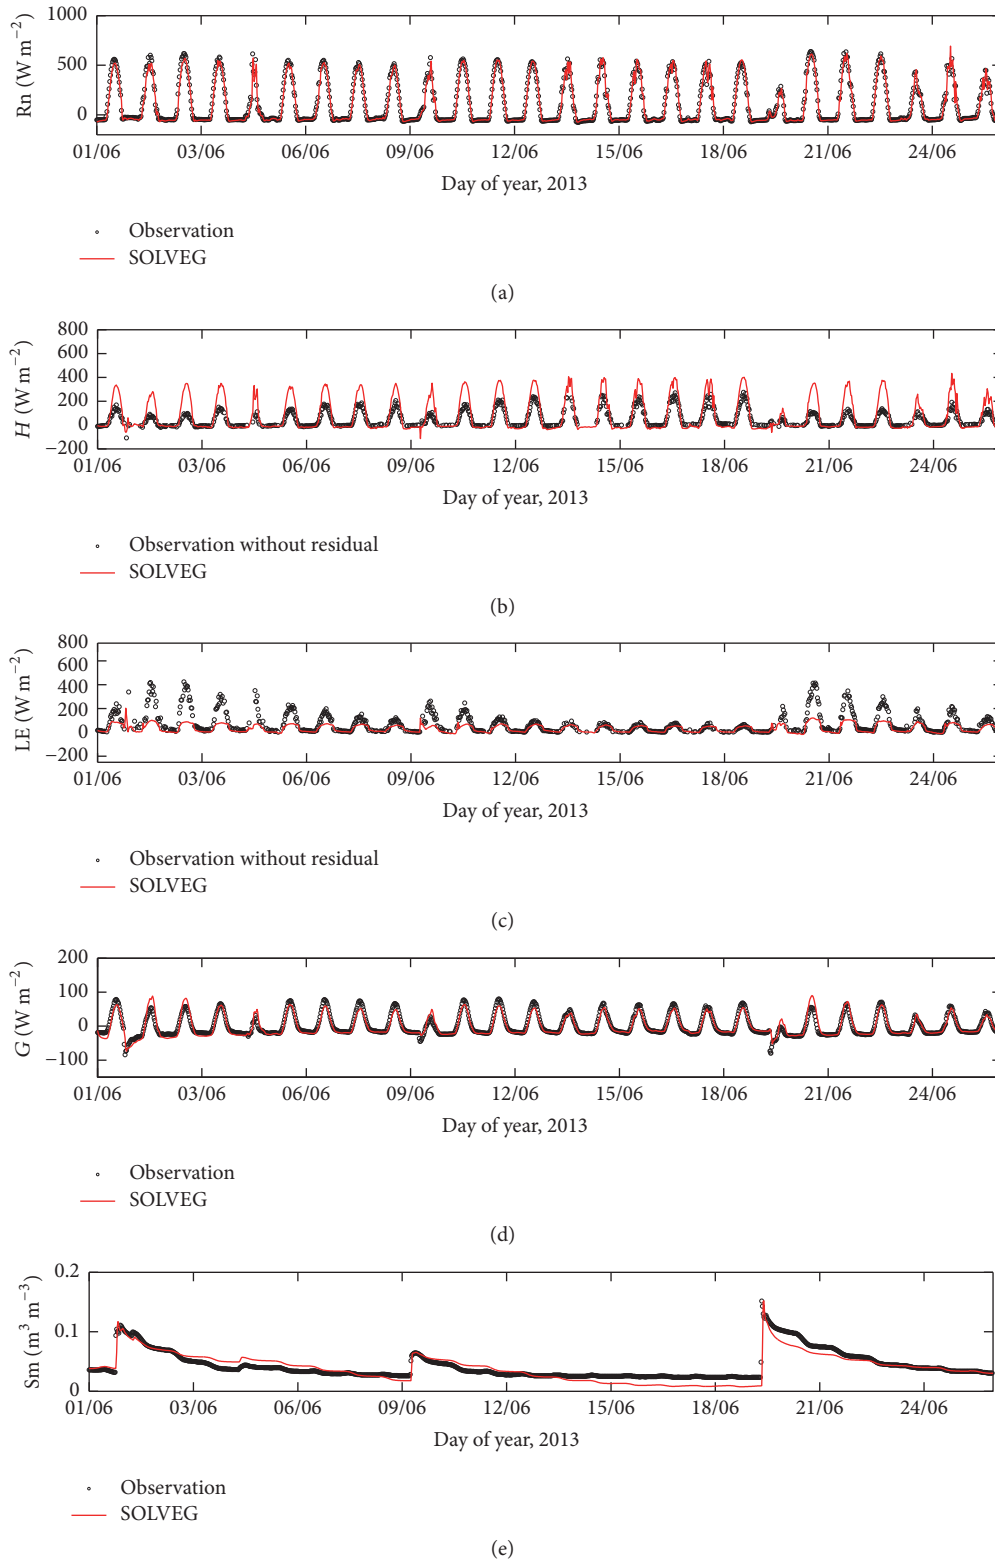 1000
500
0
Rn (W m−2)
01/06 03/06 06/06 09/06 12/06 15/06 18/06 21/06 24/06
Day of year, 2013
Observation
SOLVEG
(a)
800
600
400
200
0
−200
H (W m−2)
01/06 03/06 06/06 09/06 12/06 15/06 18/06 21/06 24/06
Day of year, 2013
Observation without residual
SOLVEG
(b)
800
600
400
200
0
−200
LE (W m−2)
01/06 03/06 06/06 09/06 12/06 15/06 18/06 21/06 24/06
Day of year, 2013
Observation without residual
SOLVEG
(c)
200
100
0
−100
G (W m−2)
01/06 03/06 06/06 09/06 12/06 15/06 18/06 21/06 24/06
Day of year, 2013
Observation
SOLVEG
(d)
0.2
0.1
0
Sm (m3 m−3)
01/06 03/06 06/06 09/06 12/06 15/06 18/06 21/06 24/06
Day of year, 2013
Observation
SOLVEG
(e)